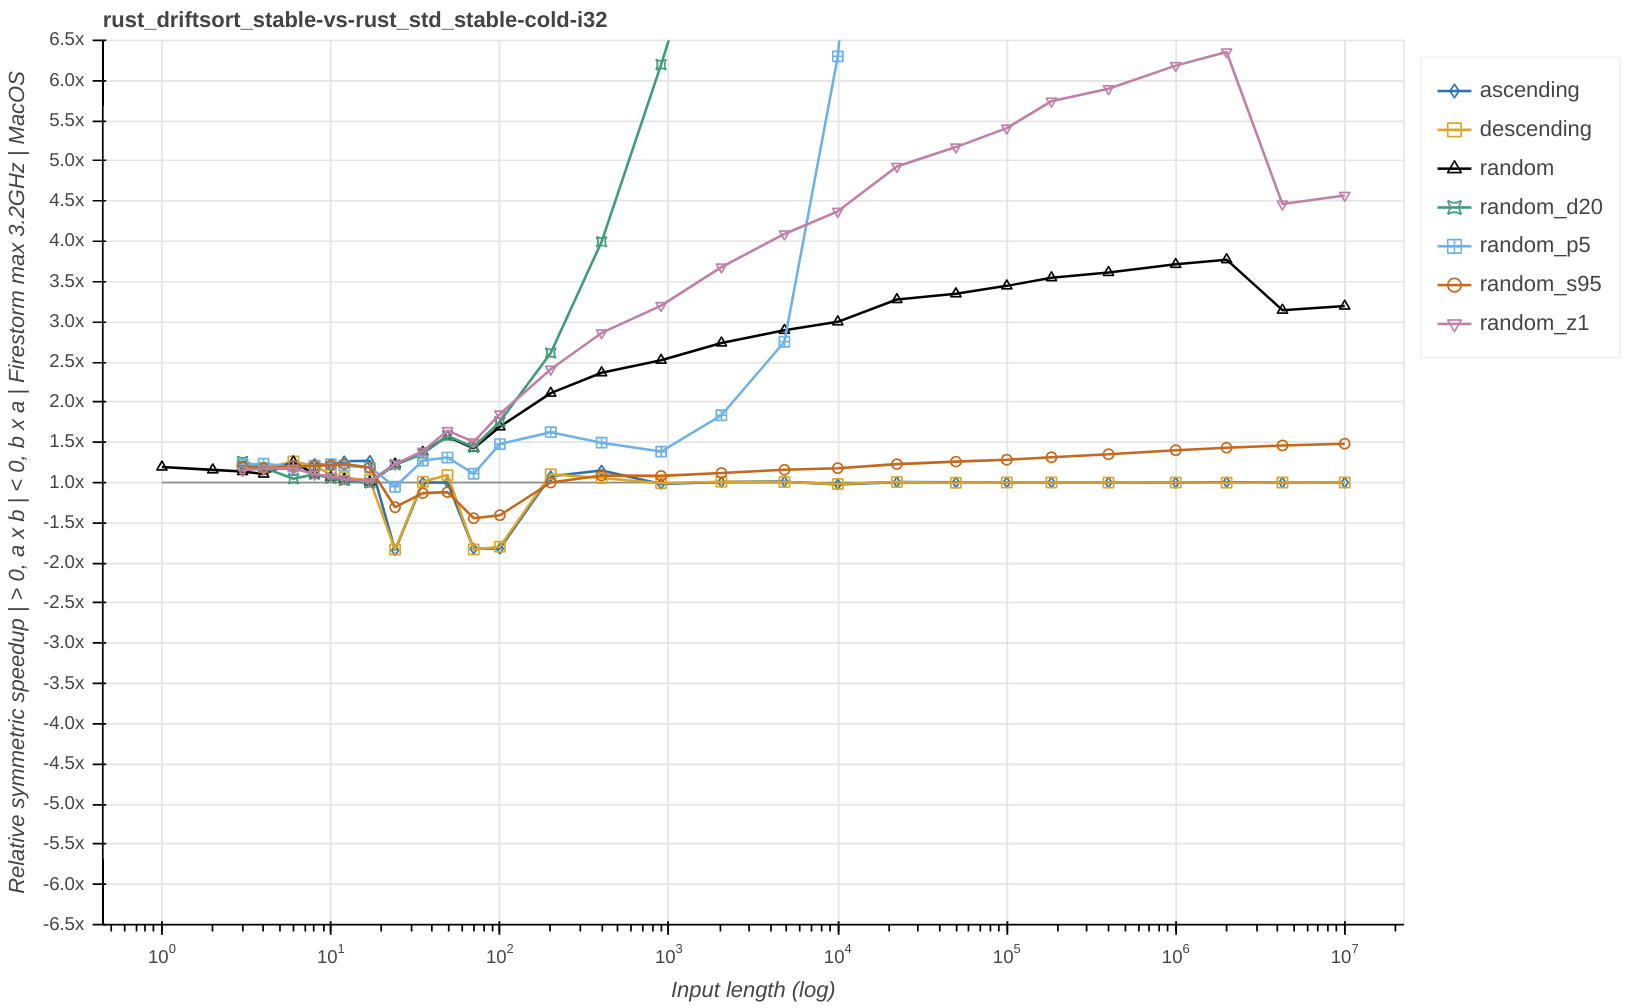 rust_driftsort_stable-vs-rust_std_stable-cold-i32
Relative symmetric speedup | > 0, a x b | < 0, b x a | Firestorm max 3.2GHz | MacOS
6.5x
6.0x
5.5x
5.0x
4.5x
4.0x
3.5x
3.0x
2.5x
2.0x
1.5x
1.0x
-1.5x
-2.0x
-2.5x
-3.0x
-3.5x
-4.0x
-4.5x
-5.0x
-5.5x
-6.0x
-6.5x
10^0 10^1 10^2 10^3 10^4 10^5 10^6 10^7
Input length (log)
ascending
descending
random
random_d20
random_p5
random_s95
random_z1